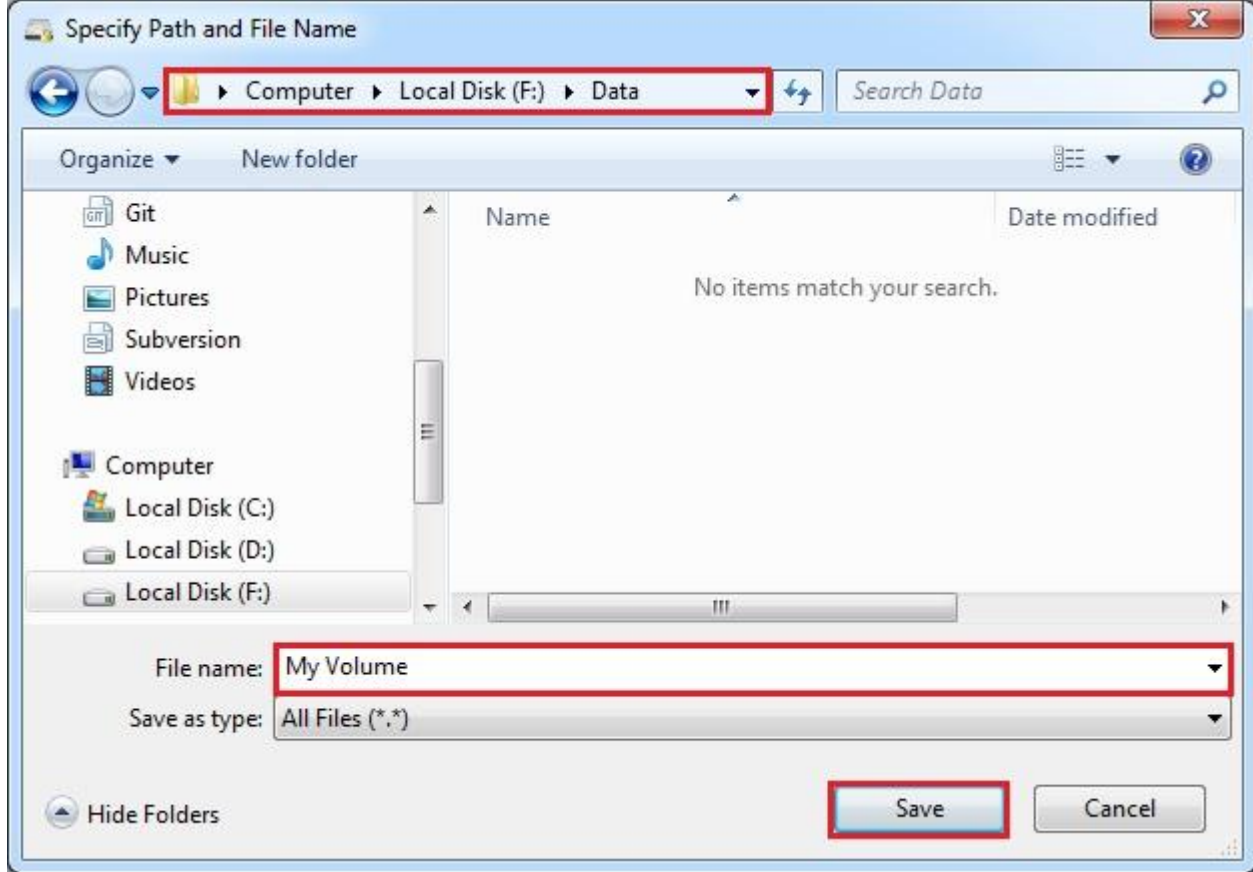 Specify Path and File Name
Computer Local Disk (F:) Data Search Data
Organize New folder
Git
Music
Pictures
Subversion
Videos
Computer
Local Disk (C:)
Local Disk (D:)
Local Disk (F:)
Name Date modified
No items match your search.
File name: My Volume
Save as type: All Files (*.*)
Hide Folders Save Cancel